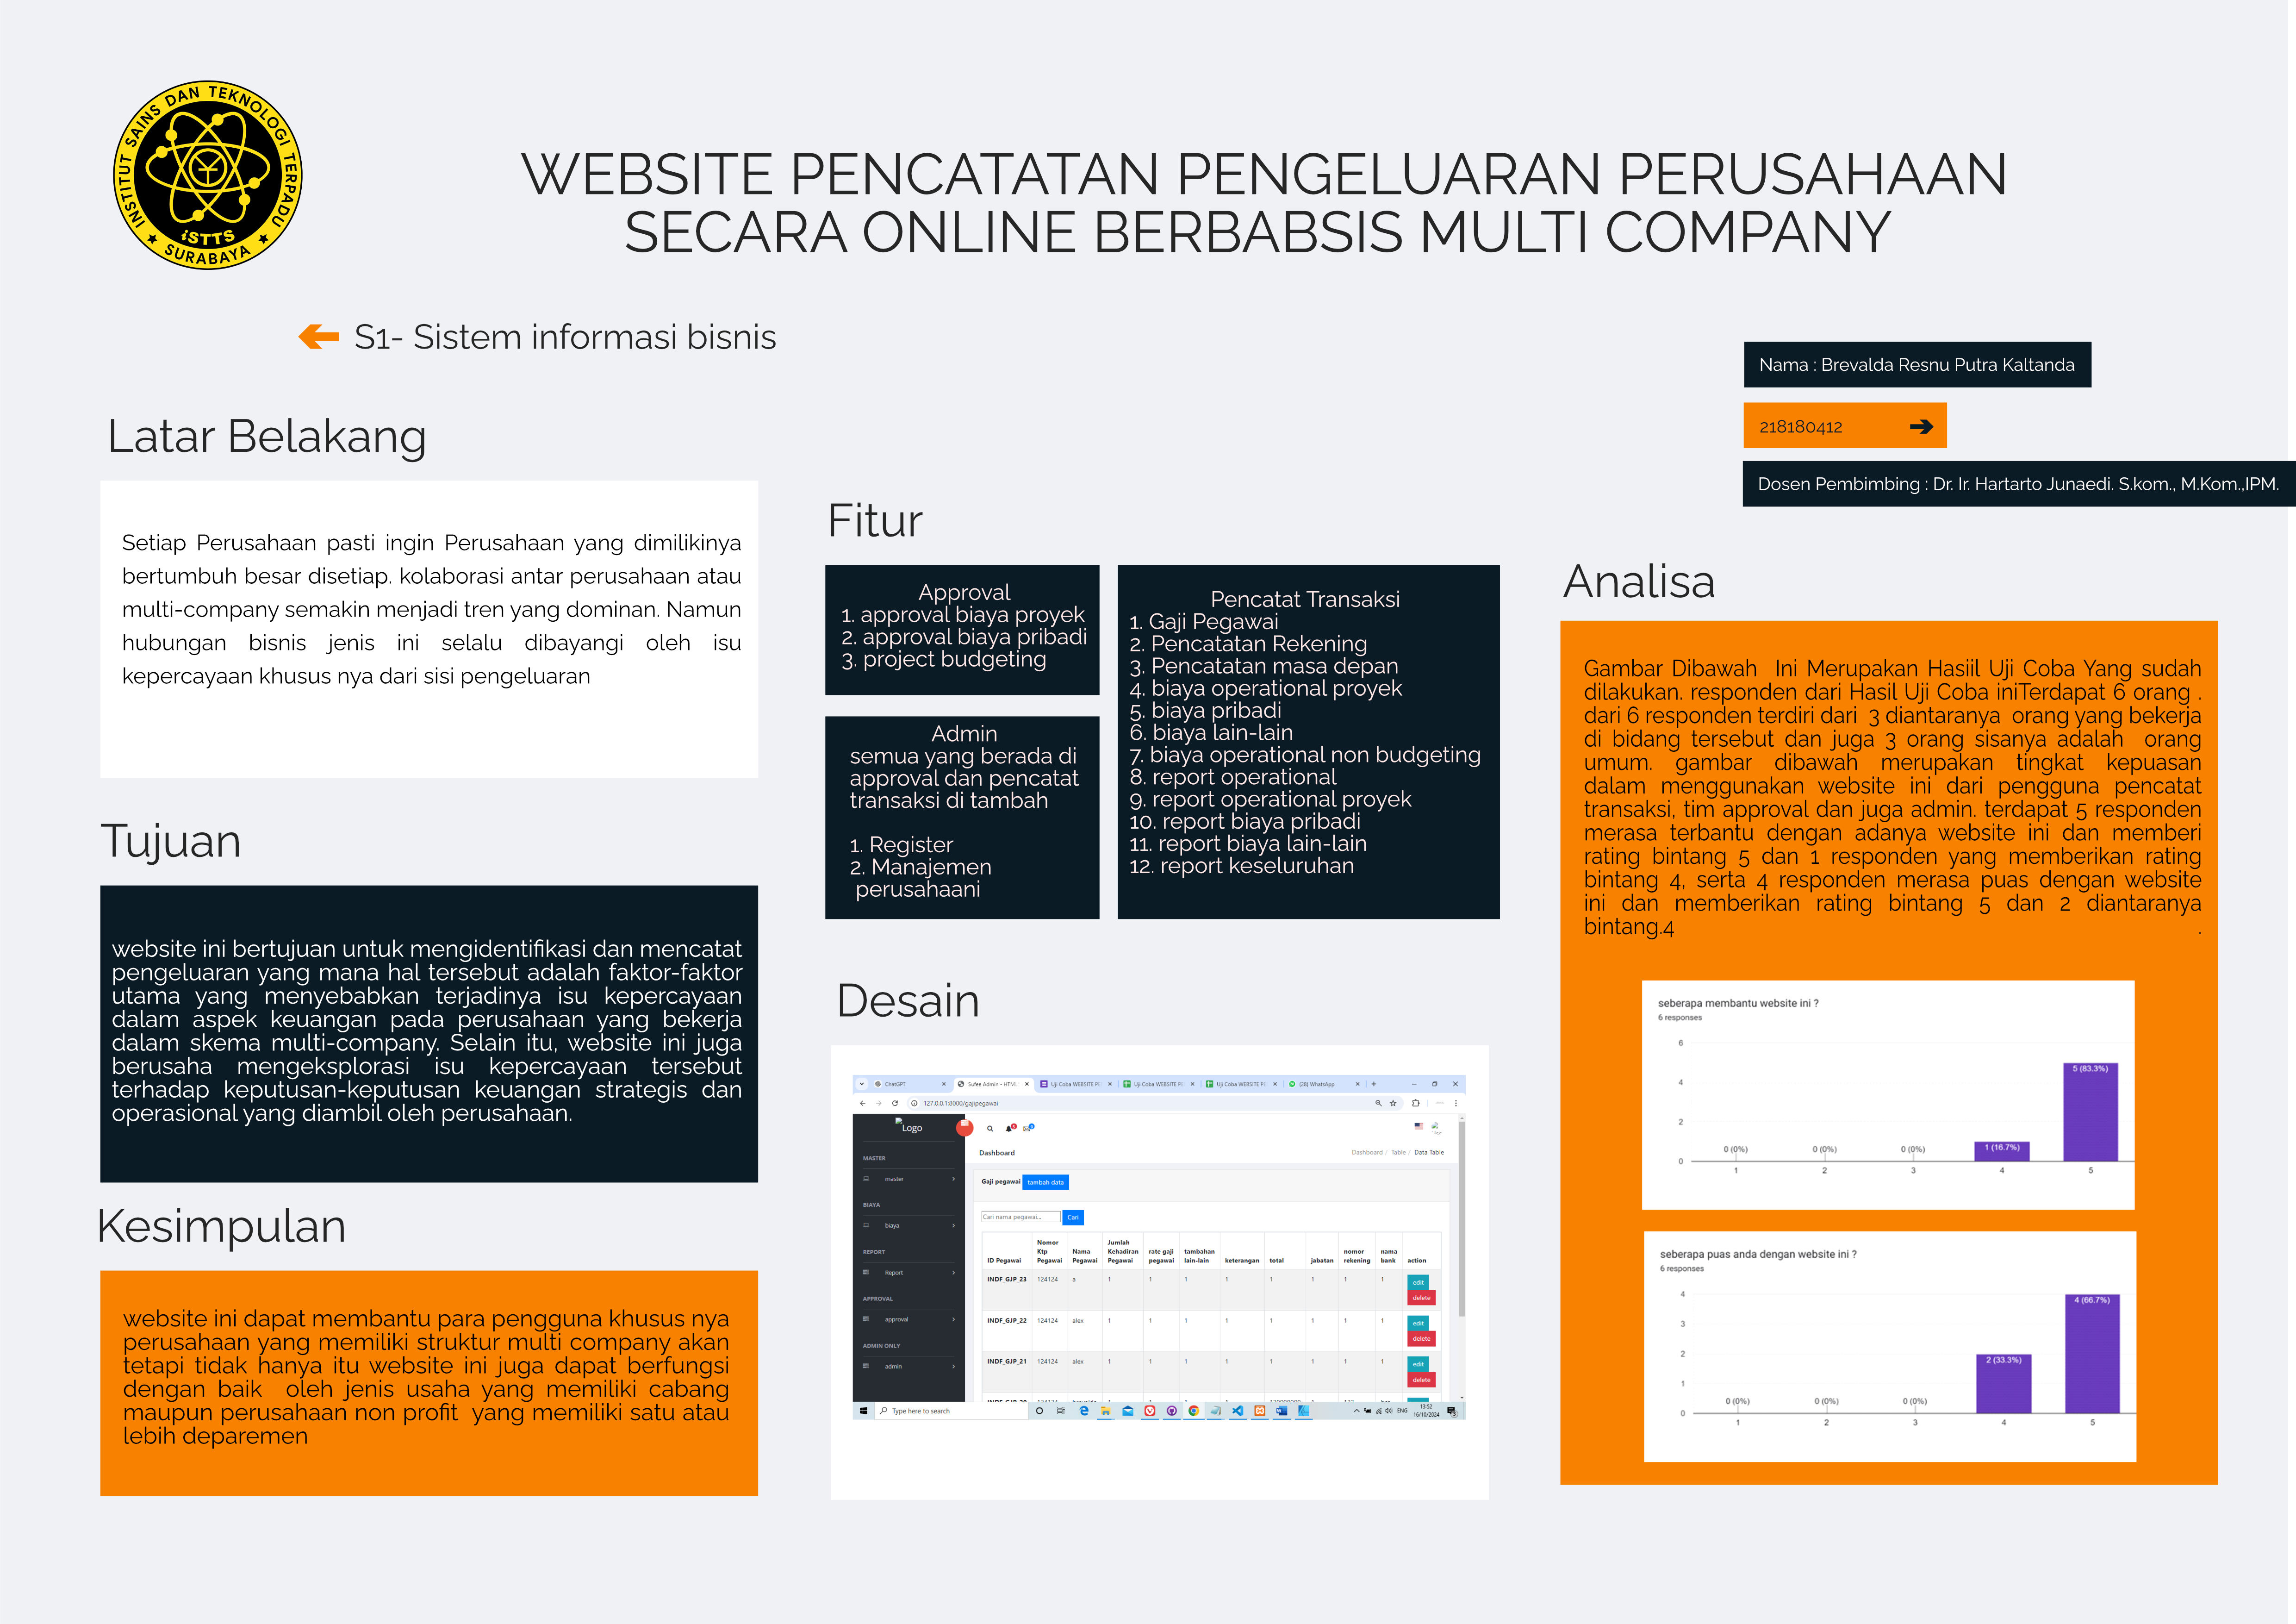 INSTITUT SAINS DAN TEKNOLOGI TERPADU
iSTTS
SURABAYA
WEBSITE PENCATATAN PENGELUARAN PERUSAHAAN
SECARA ONLINE BERBABSIS MULTI COMPANY
S1- Sistem informasi bisnis
Nama : Brevalda Resnu Putra Kaltanda
218180412
Dosen Pembimbing : Dr. Ir. Hartarto Junaedi. S.kom., M.Kom.,IPM.
Latar Belakang
Setiap Perusahaan pasti ingin Perusahaan yang dimilikinya
bertumbuh besar disetiap. kolaborasi antar perusahaan atau
multi-company semakin menjadi tren yang dominan. Namun
hubungan bisnis jenis ini selalu dibayangi oleh isu
kepercayaan khusus nya dari sisi pengeluaran
Tujuan
website ini bertujuan untuk mengidentifikasi dan mencatat
pengeluaran yang mana hal tersebut adalah faktor-faktor
utama yang menyebabkan terjadinya isu kepercayaan
dalam aspek keuangan pada perusahaan yang bekerja
dalam skema multi-company. Selain itu, website ini juga
berusaha mengeksplorasi isu kepercayaan tersebut
terhadap keputusan-keputusan keuangan strategis dan
operasional yang diambil oleh perusahaan.
Kesimpulan
website ini dapat membantu para pengguna khusus nya
perusahaan yang memiliki struktur multi company akan
tetapi tidak hanya itu website ini juga dapat berfungsi
dengan baik oleh jenis usaha yang memiliki cabang
maupun perusahaan non profit yang memiliki satu atau
lebih deparemen
Fitur
Approval
1. approval biaya proyek
2. approval biaya pribadi
3. project budgeting
Admin
semua yang berada di
approval dan pencatat
transaksi di tambah
1. Register
2. Manajemen
perusahaani
Pencatat Transaksi
1. Gaji Pegawai
2. Pencatatan Rekening
3. Pencatatan masa depan
4. biaya operational proyek
5. biaya pribadi
6. biaya lain-lain
7. biaya operational non budgeting
8. report operational
9. report operational proyek
10. report biaya pribadi
11. report biaya lain-lain
12. report keseluruhan
Desain
ChatGPT Sufee Admin - HTML Uji Coba WEBSITE PE Uji Coba WEBSITE PE Uji Coba WEBSITE PE (28) WhatsApp
127.0.0.1:8000/gajipegawai
Logo
MASTER
master
BIAYA
biaya
REPORT
Report
APPROVAL
approval
ADMIN ONLY
admin
Dashboard
Dashboard / Table / Data Table
Gaji pegawai tambah data
Cari nama pegawai... Cari
ID Pegawai Nomor Ktp Pegawai Nama Pegawai Jumlah Kehadiran Pegawai rate gaji pegawai tambahan lain-lain keterangan total jabatan nomor rekening nama bank action
INDF_GJP_23 124124 a 1 1 1 1 1 1 1 1 edit delete
INDF_GJP_22 124124 alex 1 1 1 1 1 1 1 1 edit delete
INDF_GJP_21 124124 alex 1 1 1 1 1 1 1 1 edit delete
Type here to search
ENG
13:52
16/10/2024
Analisa
Gambar Dibawah Ini Merupakan Hasiil Uji Coba Yang sudah
dilakukan. responden dari Hasil Uji Coba iniTerdapat 6 orang .
dari 6 responden terdiri dari 3 diantaranya orang yang bekerja
di bidang tersebut dan juga 3 orang sisanya adalah orang
umum. gambar dibawah merupakan tingkat kepuasan
dalam menggunakan website ini dari pengguna pencatat
transaksi, tim approval dan juga admin. terdapat 5 responden
merasa terbantu dengan adanya website ini dan memberi
rating bintang 5 dan 1 responden yang memberikan rating
bintang 4, serta 4 responden merasa puas dengan website
ini dan memberikan rating bintang 5 dan 2 diantaranya
bintang.4 .
seberapa membantu website ini ?
6 responses
6
4
2
0
0 (0%) 0 (0%) 0 (0%) 1 (16.7%) 5 (83.3%)
1 2 3 4 5
seberapa puas anda dengan website ini ?
6 responses
4
3
2
1
0
0 (0%) 0 (0%) 0 (0%) 2 (33.3%) 4 (66.7%)
1 2 3 4 5